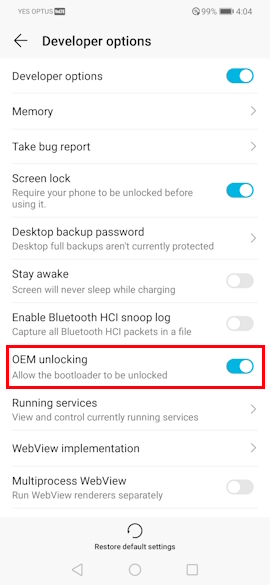 YES OPTUS VoLTE 99% 4:04
Developer options
Developer options
Memory
Take bug report
Screen lock
Require your phone to be unlocked before
using it.
Desktop backup password
Desktop full backups aren't currently protected
Stay awake
Screen will never sleep while charging
Enable Bluetooth HCI snoop log
Capture all Bluetooth HCI packets in a file
OEM unlocking
Allow the bootloader to be unlocked
Running services
View and control currently running services
WebView implementation
Multiprocess WebView
Run WebView renderers separately
Restore default settings